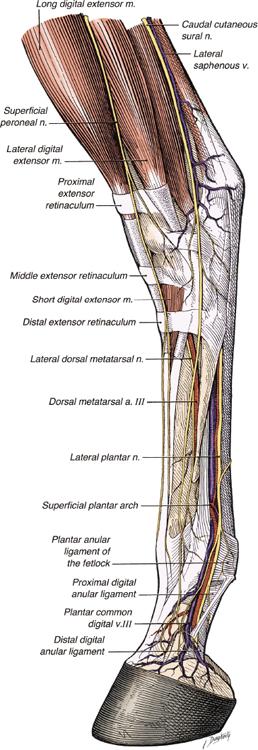 Long digital extensor m.
Caudal cutaneous
sural n.
Lateral
saphenous v.
Superficial
peroneal n.
Lateral digital
extensor m.
Proximal
extensor
retinaculum
Middle extensor retinaculum
Short digital extensor m.
Distal extensor retinaculum
Lateral dorsal metatarsal n.
Dorsal metatarsal a. III
Lateral plantar n.
Superficial plantar arch
Plantar anular
ligament of
the fetlock
Proximal digital
anular ligament
Plantar common
digital v.III
Distal digital
anular ligament